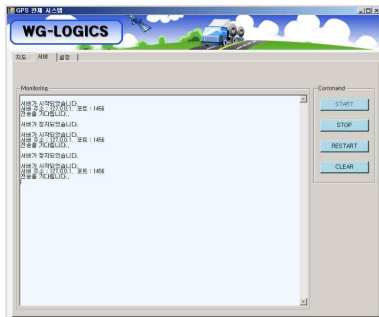 GPS 관제 시스템
WG-LOGICS
지도 서버 설정
Monitoring
Command
서버가 시작되었습니다.
서버 주소 : 127.0.0.1, 포트 : 1456
전송을 기다립니다..
서버가 정지되었습니다.
서버가 시작되었습니다.
서버 주소 : 127.0.0.1, 포트 : 1456
전송을 기다립니다..
서버가 정지되었습니다.
서버가 시작되었습니다.
서버 주소 : 127.0.0.1, 포트 : 1456
전송을 기다립니다..
START
STOP
RESTART
CLEAR